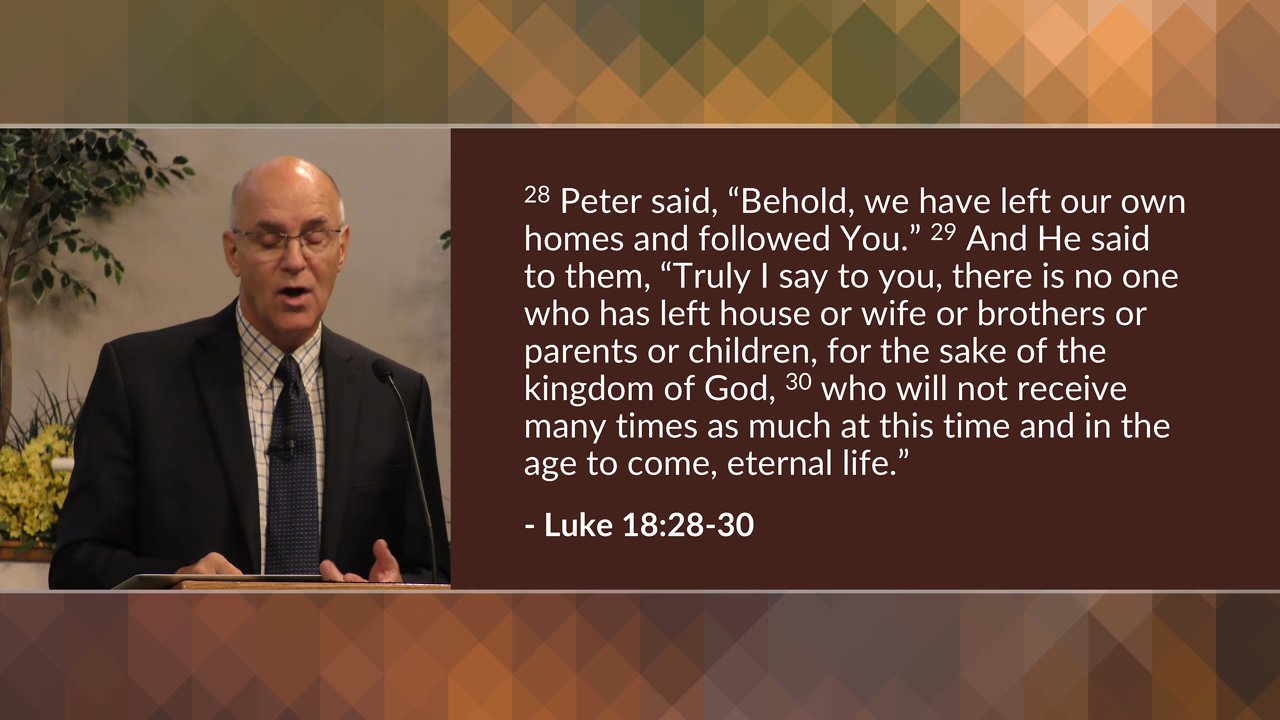 28 Peter said, “Behold, we have left our own
homes and followed You.” 29 And He said
to them, “Truly I say to you, there is no one
who has left house or wife or brothers or
parents or children, for the sake of the
kingdom of God, 30 who will not receive
many times as much at this time and in the
age to come, eternal life.”
- Luke 18:28-30